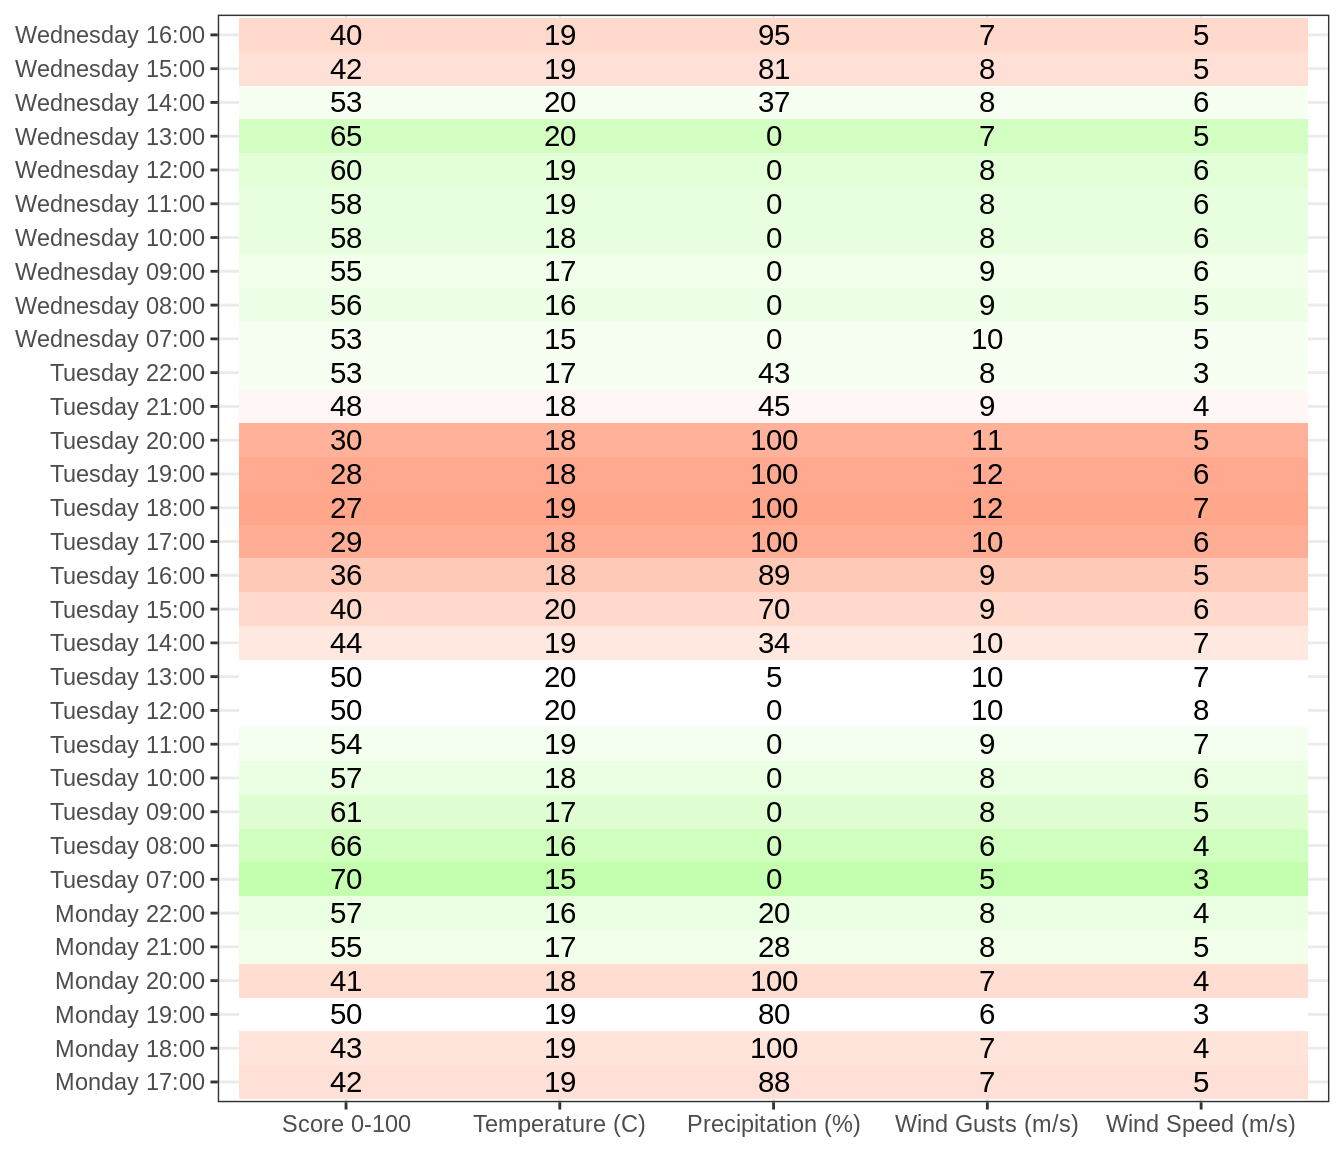 Wednesday 16:00 40 19 95 7 5
Wednesday 15:00 42 19 81 8 5
Wednesday 14:00 53 20 37 8 6
Wednesday 13:00 65 20 0 7 5
Wednesday 12:00 60 19 0 8 6
Wednesday 11:00 58 19 0 8 6
Wednesday 10:00 58 18 0 8 6
Wednesday 09:00 55 17 0 9 6
Wednesday 08:00 56 16 0 9 5
Wednesday 07:00 53 15 0 10 5
Tuesday 22:00 53 17 43 8 3
Tuesday 21:00 48 18 45 9 4
Tuesday 20:00 30 18 100 11 5
Tuesday 19:00 28 18 100 12 6
Tuesday 18:00 27 19 100 12 7
Tuesday 17:00 29 18 100 10 6
Tuesday 16:00 36 18 89 9 5
Tuesday 15:00 40 20 70 9 6
Tuesday 14:00 44 19 34 10 7
Tuesday 13:00 50 20 5 10 7
Tuesday 12:00 50 20 0 10 8
Tuesday 11:00 54 19 0 9 7
Tuesday 10:00 57 18 0 8 6
Tuesday 09:00 61 17 0 8 5
Tuesday 08:00 66 16 0 6 4
Tuesday 07:00 70 15 0 5 3
Monday 22:00 57 16 20 8 4
Monday 21:00 55 17 28 8 5
Monday 20:00 41 18 100 7 4
Monday 19:00 50 19 80 6 3
Monday 18:00 43 19 100 7 4
Monday 17:00 42 19 88 7 5
Score 0-100 Temperature (C) Precipitation (%) Wind Gusts (m/s) Wind Speed (m/s)